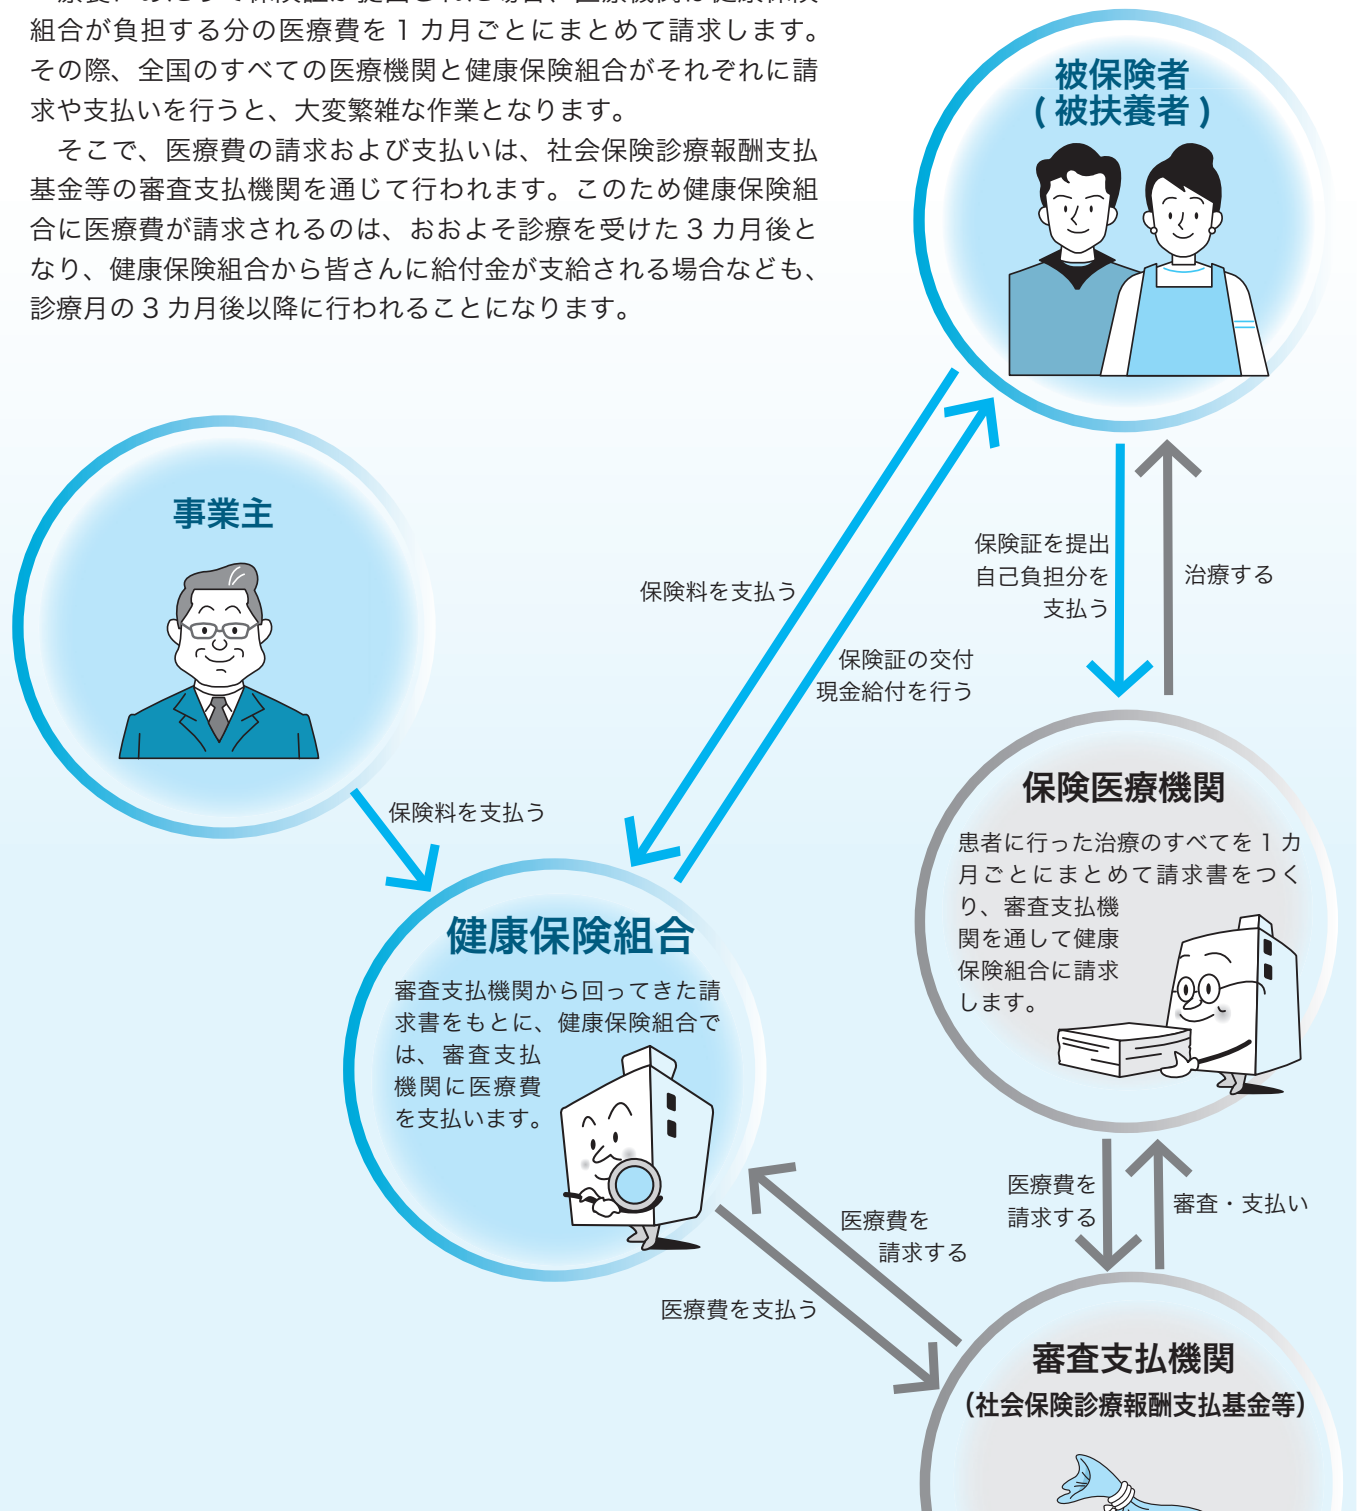 組合が負担する分の医療費を1カ月ごとにまとめて請求します。
その際、全国のすべての医療機関と健康保険組合がそれぞれに請
求や支払いを行うと、大変繁雑な作業となります。
そこで、医療費の請求および支払いは、社会保険診療報酬支払
基金等の審査支払機関を通じて行われます。このため健康保険組
合に医療費が請求されるのは、おおよそ診療を受けた3カ月後と
なり、健康保険組合から皆さんに給付金が支給される場合なども、
診療月の3カ月後以降に行われることになります。
被保険者
(被扶養者)
事業主
保険料を支払う
保険証を提出
自己負担分を
支払う
治療する
保険証の交付
現金給付を行う
保険料を支払う
保険医療機関
患者に行った治療のすべてを1カ
月ごとにまとめて請求書をつく
り、審査支払機
関を通して健康
保険組合に請求
します。
健康保険組合
審査支払機関から回ってきた請
求書をもとに、健康保険組合で
は、審査支払
機関に医療費
を支払います。
医療費を
請求する
審査・支払い
医療費を
請求する
医療費を支払う
審査支払機関
(社会保険診療報酬支払基金等)